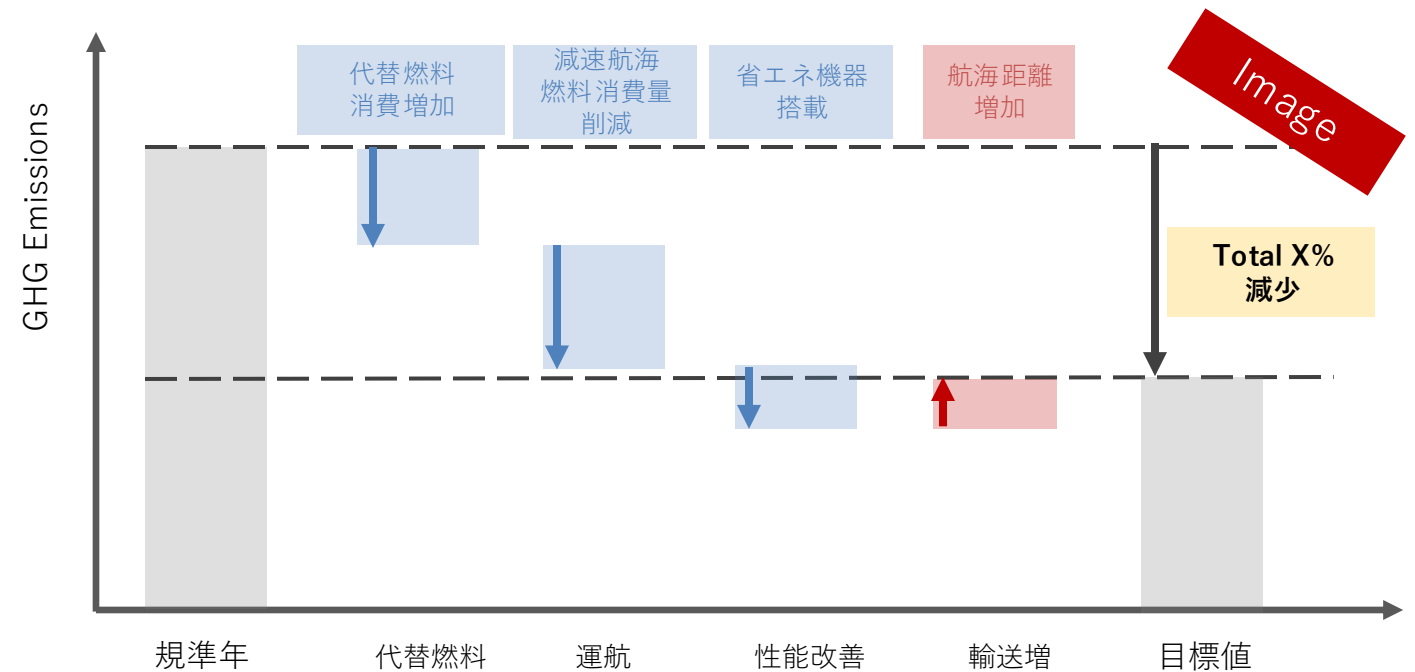 代替燃料
消費増加
減速航海
燃料消費量
削減
省エネ機器
搭載
航海距離
増加
Image
GHG Emissions
Total X%
減少
規準年
代替燃料
運航
性能改善
輸送増
目標値